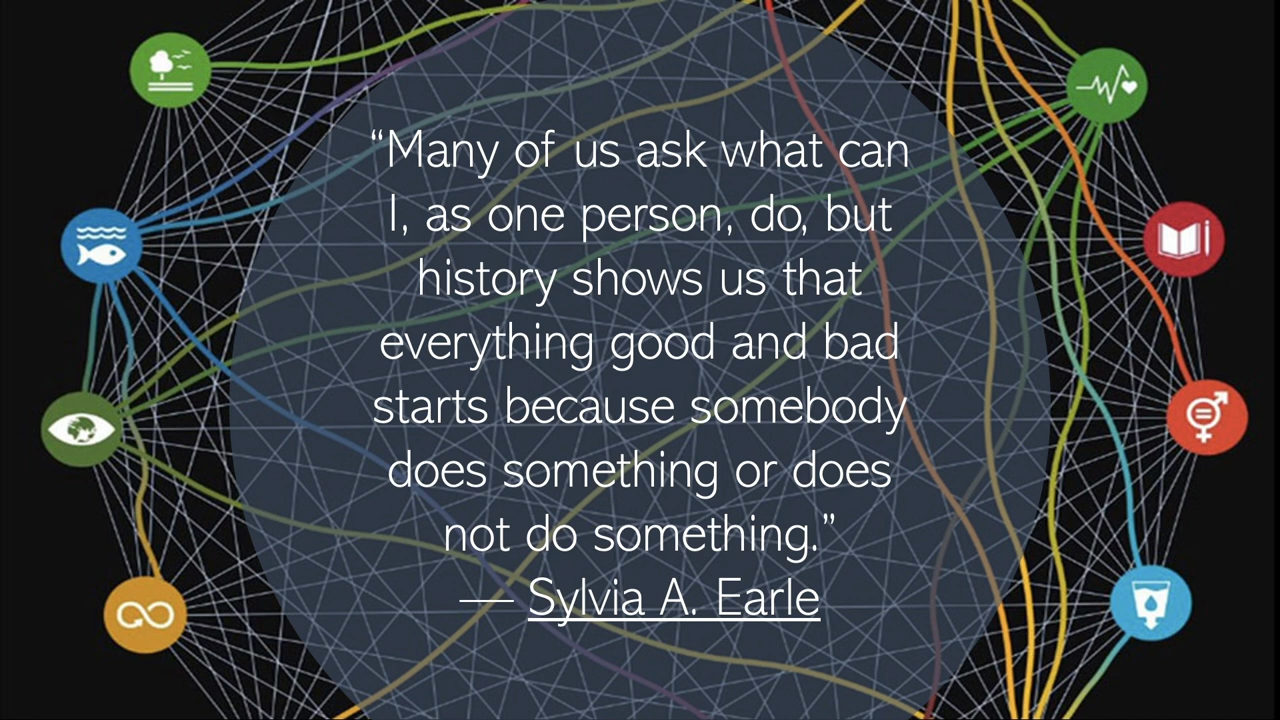 “Many of us ask what can
I, as one person, do, but
history shows us that
everything good and bad
starts because somebody
does something or does
not do something.”
— Sylvia A. Earle